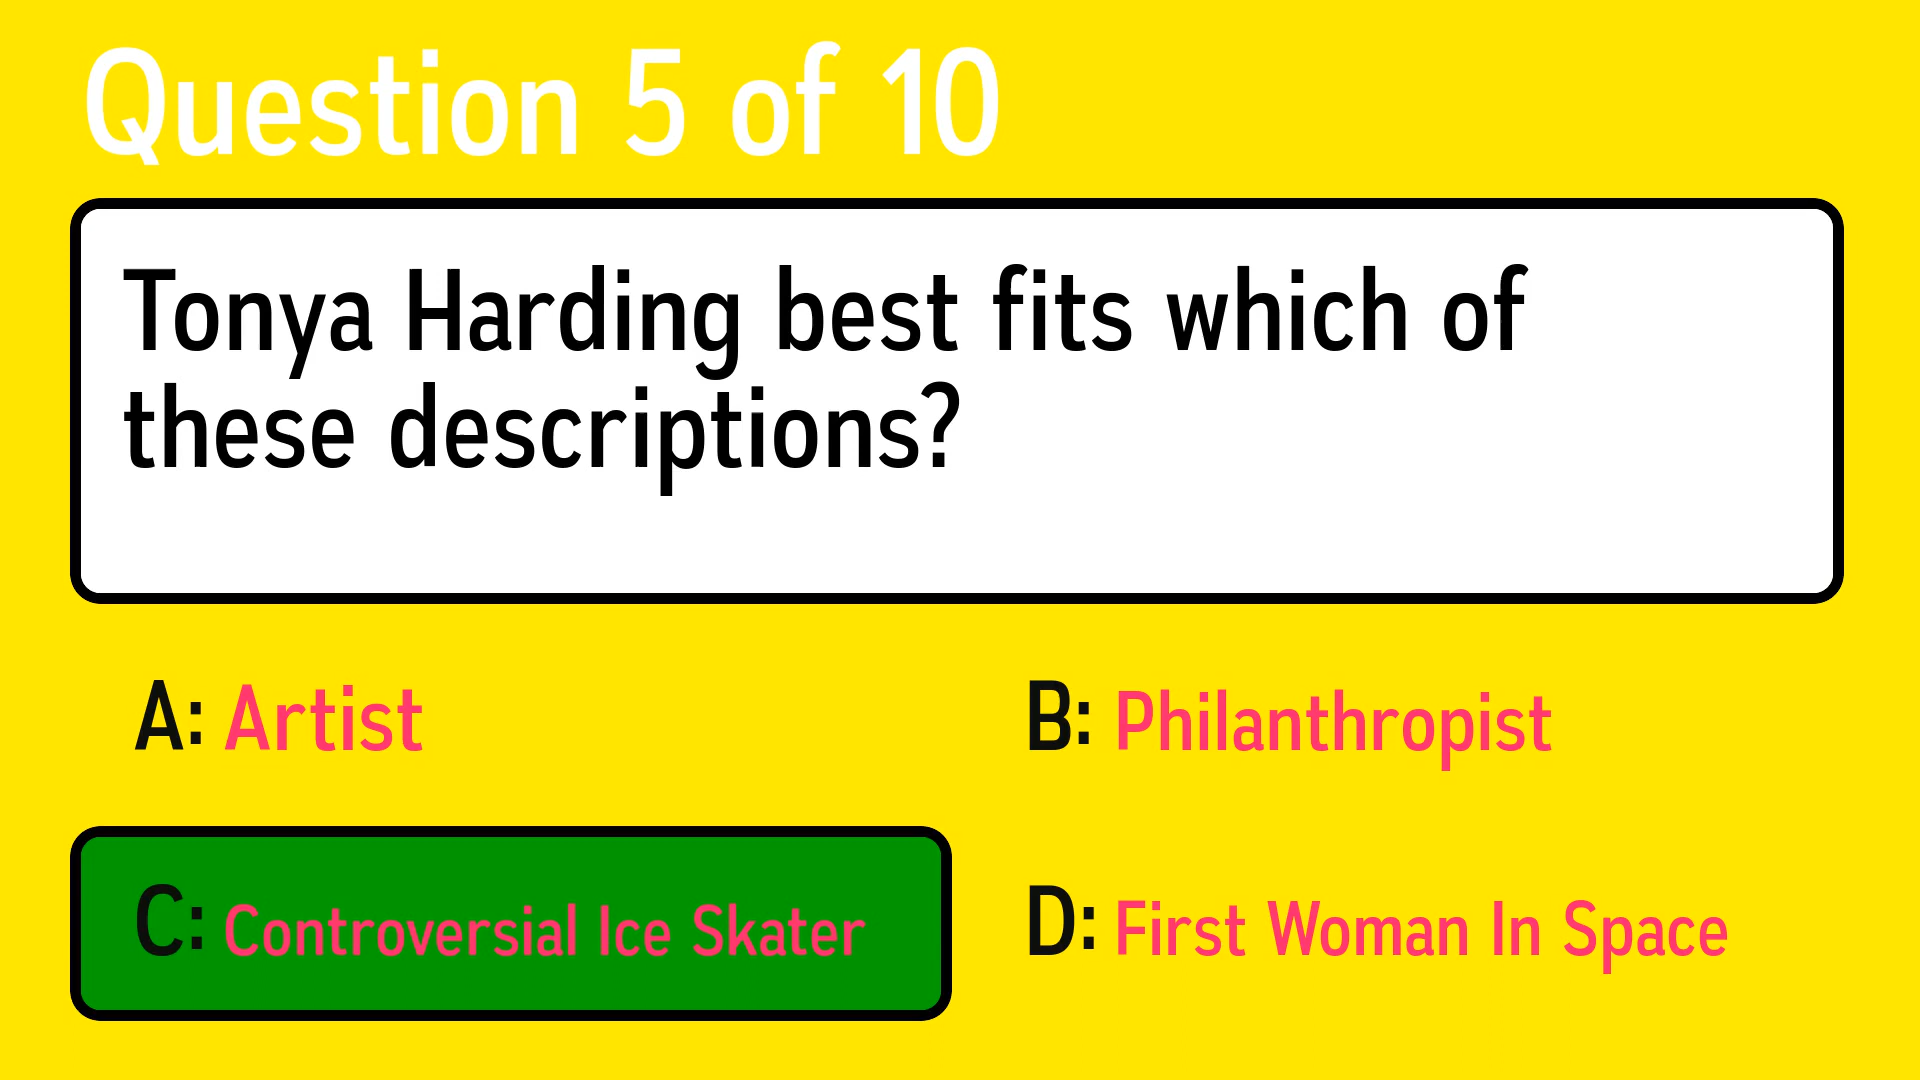 Question 5 of 10
Tonya Harding best fits which of
these descriptions?
A: Artist
B: Philanthropist
C: Controversial Ice Skater
D: First Woman In Space